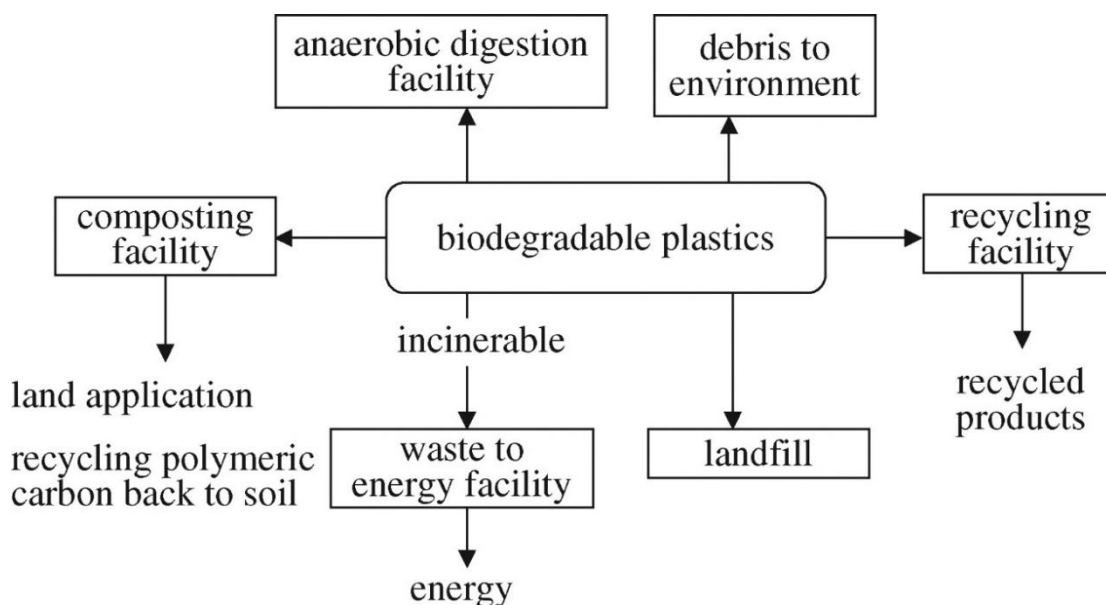 anaerobic digestion
facility
debris to
environment
composting
facility
biodegradable plastics
recycling
facility
incinerable
land application
recycling polymeric
carbon back to soil
waste to
energy facility
landfill
recycled
products
energy